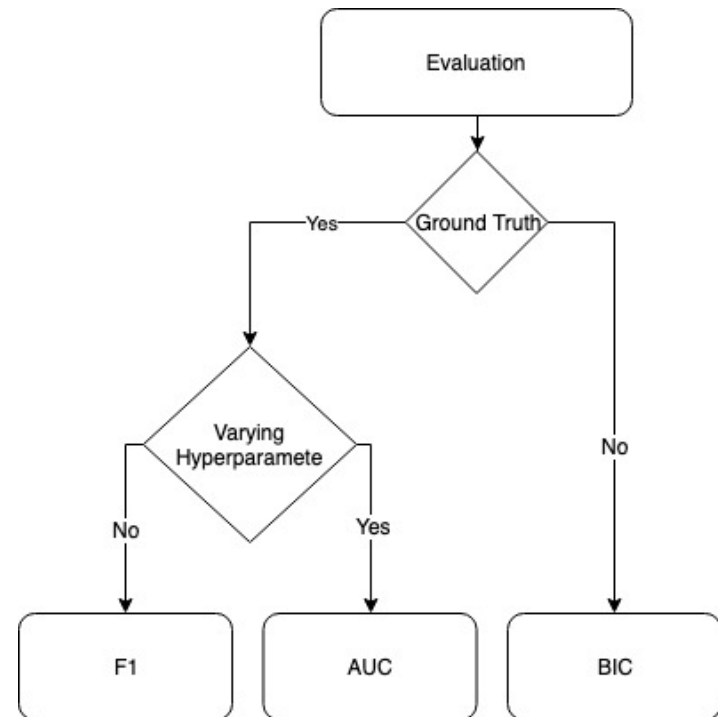 Evaluation
Ground Truth
Yes
Varying
Hyperparamete
No
No
Yes
F1
AUC
BIC